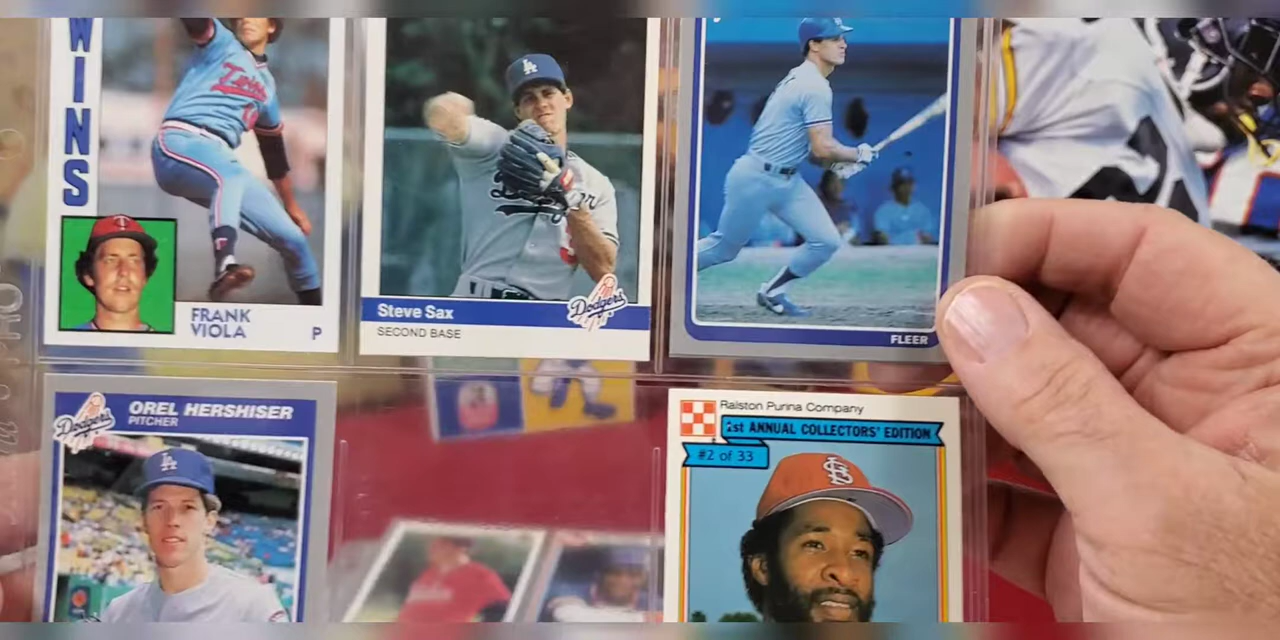 TWINS
Twins
FRANK
VIOLA
P
LA
Steve Sax
SECOND BASE
Dodgers
FLEER
Dodgers
OREL HERSHISER
PITCHER
LA
Ralston Purina Company
1st ANNUAL COLLECTORS' EDITION
#2 of 33
StL